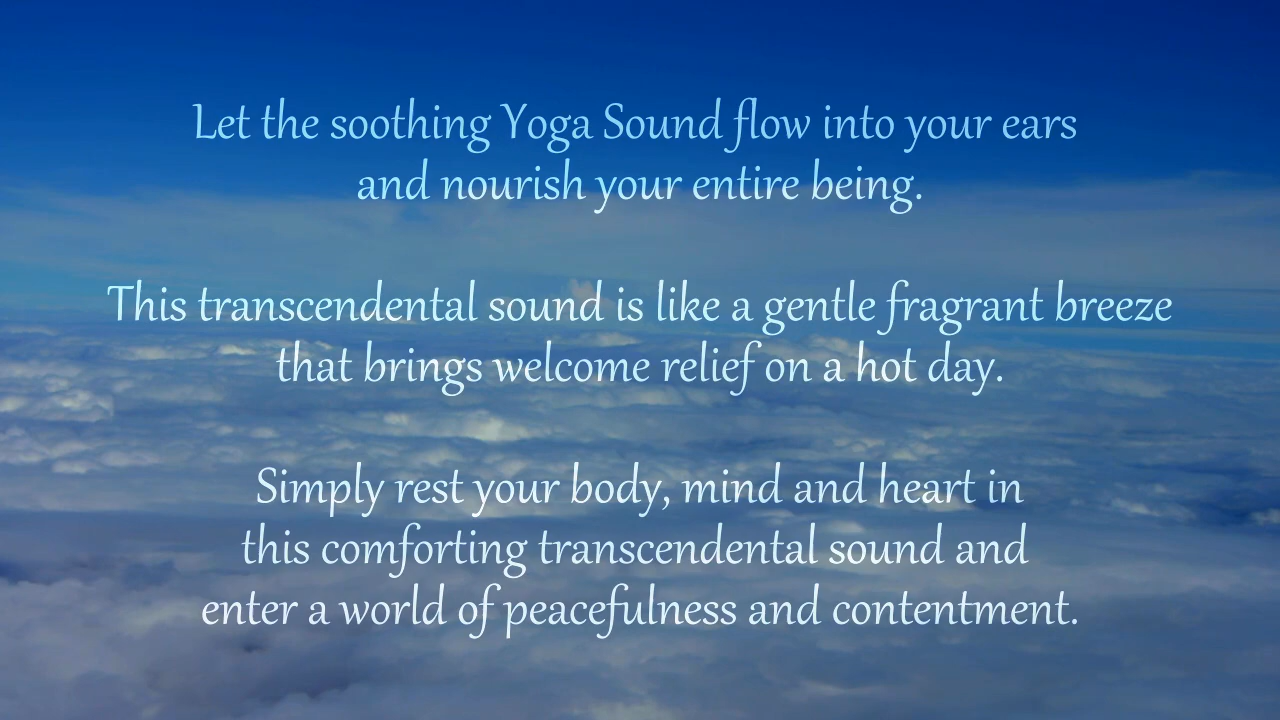 Let the soothing Yoga Sound flow into your ears
and nourish your entire being.
This transcendental sound is like a gentle fragrant breeze
that brings welcome relief on a hot day.
Simply rest your body, mind and heart in
this comforting transcendental sound and
enter a world of peacefulness and contentment.